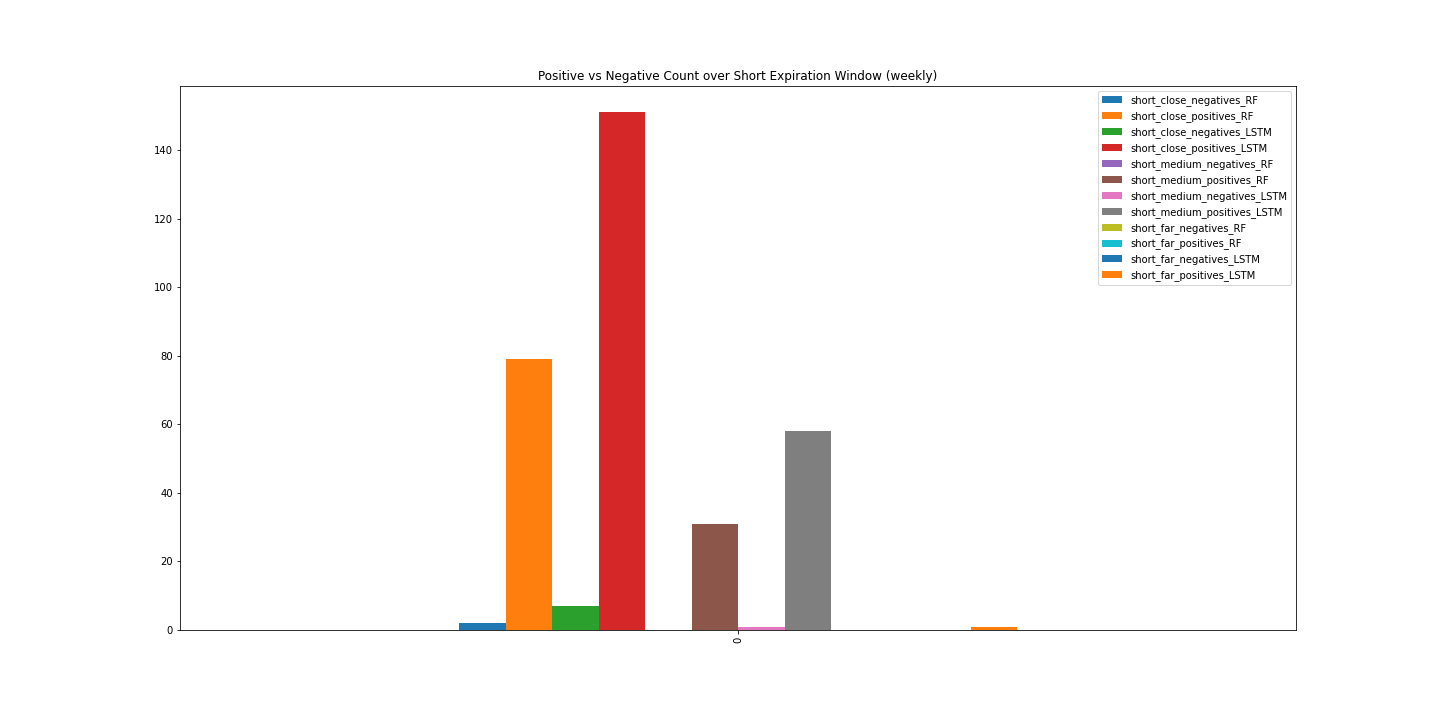 Positive vs Negative Count over Short Expiration Window (weekly)
short_close_negatives_RF
short_close_positives_RF
short_close_negatives_LSTM
short_close_positives_LSTM
short_medium_negatives_RF
short_medium_positives_RF
short_medium_negatives_LSTM
short_medium_positives_LSTM
short_far_negatives_RF
short_far_positives_RF
short_far_negatives_LSTM
short_far_positives_LSTM
140
120
100
80
60
40
20
0
0